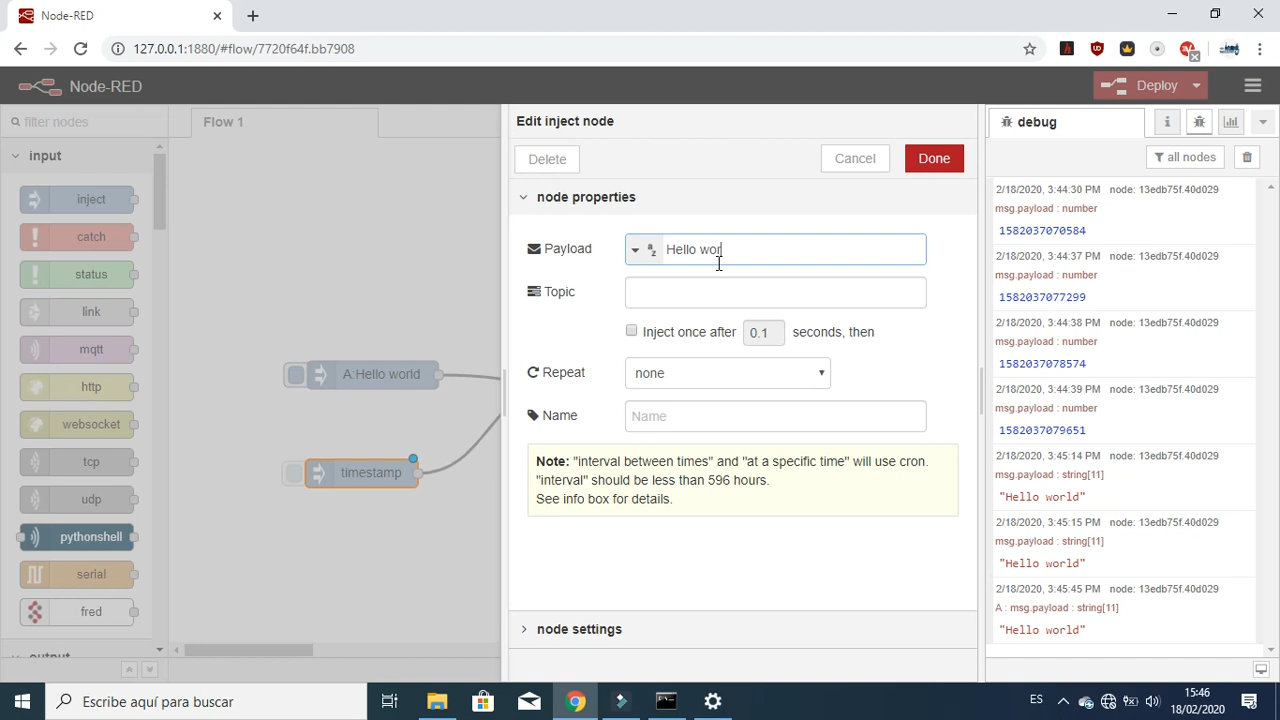 Node-RED
127.0.0.1:1880/#flow/7720f64f.bb7908
Node-RED
Deploy
filter nodes
Flow 1
input
inject
catch
status
link
mqtt
http
websocket
tcp
udp
pythonshell
serial
fred
output
A:Hello world
timestamp
Edit inject node
Delete
Cancel
Done
node properties
Payload
a
z
Hello wor
Topic
Inject once after 0.1 seconds, then
Repeat
none
Name
Name
Note: "interval between times" and "at a specific time" will use cron.
"interval" should be less than 596 hours.
See info box for details.
node settings
debug
i
all nodes
2/18/2020, 3:44:30 PM node: 13edb75f.40d029
msg.payload : number
1582037070584
2/18/2020, 3:44:37 PM node: 13edb75f.40d029
msg.payload : number
1582037077299
2/18/2020, 3:44:38 PM node: 13edb75f.40d029
msg.payload : number
1582037078574
2/18/2020, 3:44:39 PM node: 13edb75f.40d029
msg.payload : number
1582037079651
2/18/2020, 3:45:14 PM node: 13edb75f.40d029
msg.payload : string[11]
"Hello world"
2/18/2020, 3:45:15 PM node: 13edb75f.40d029
msg.payload : string[11]
"Hello world"
2/18/2020, 3:45:45 PM node: 13edb75f.40d029
A : msg.payload : string[11]
"Hello world"
Escribe aquí para buscar
ES
15:46
18/02/2020